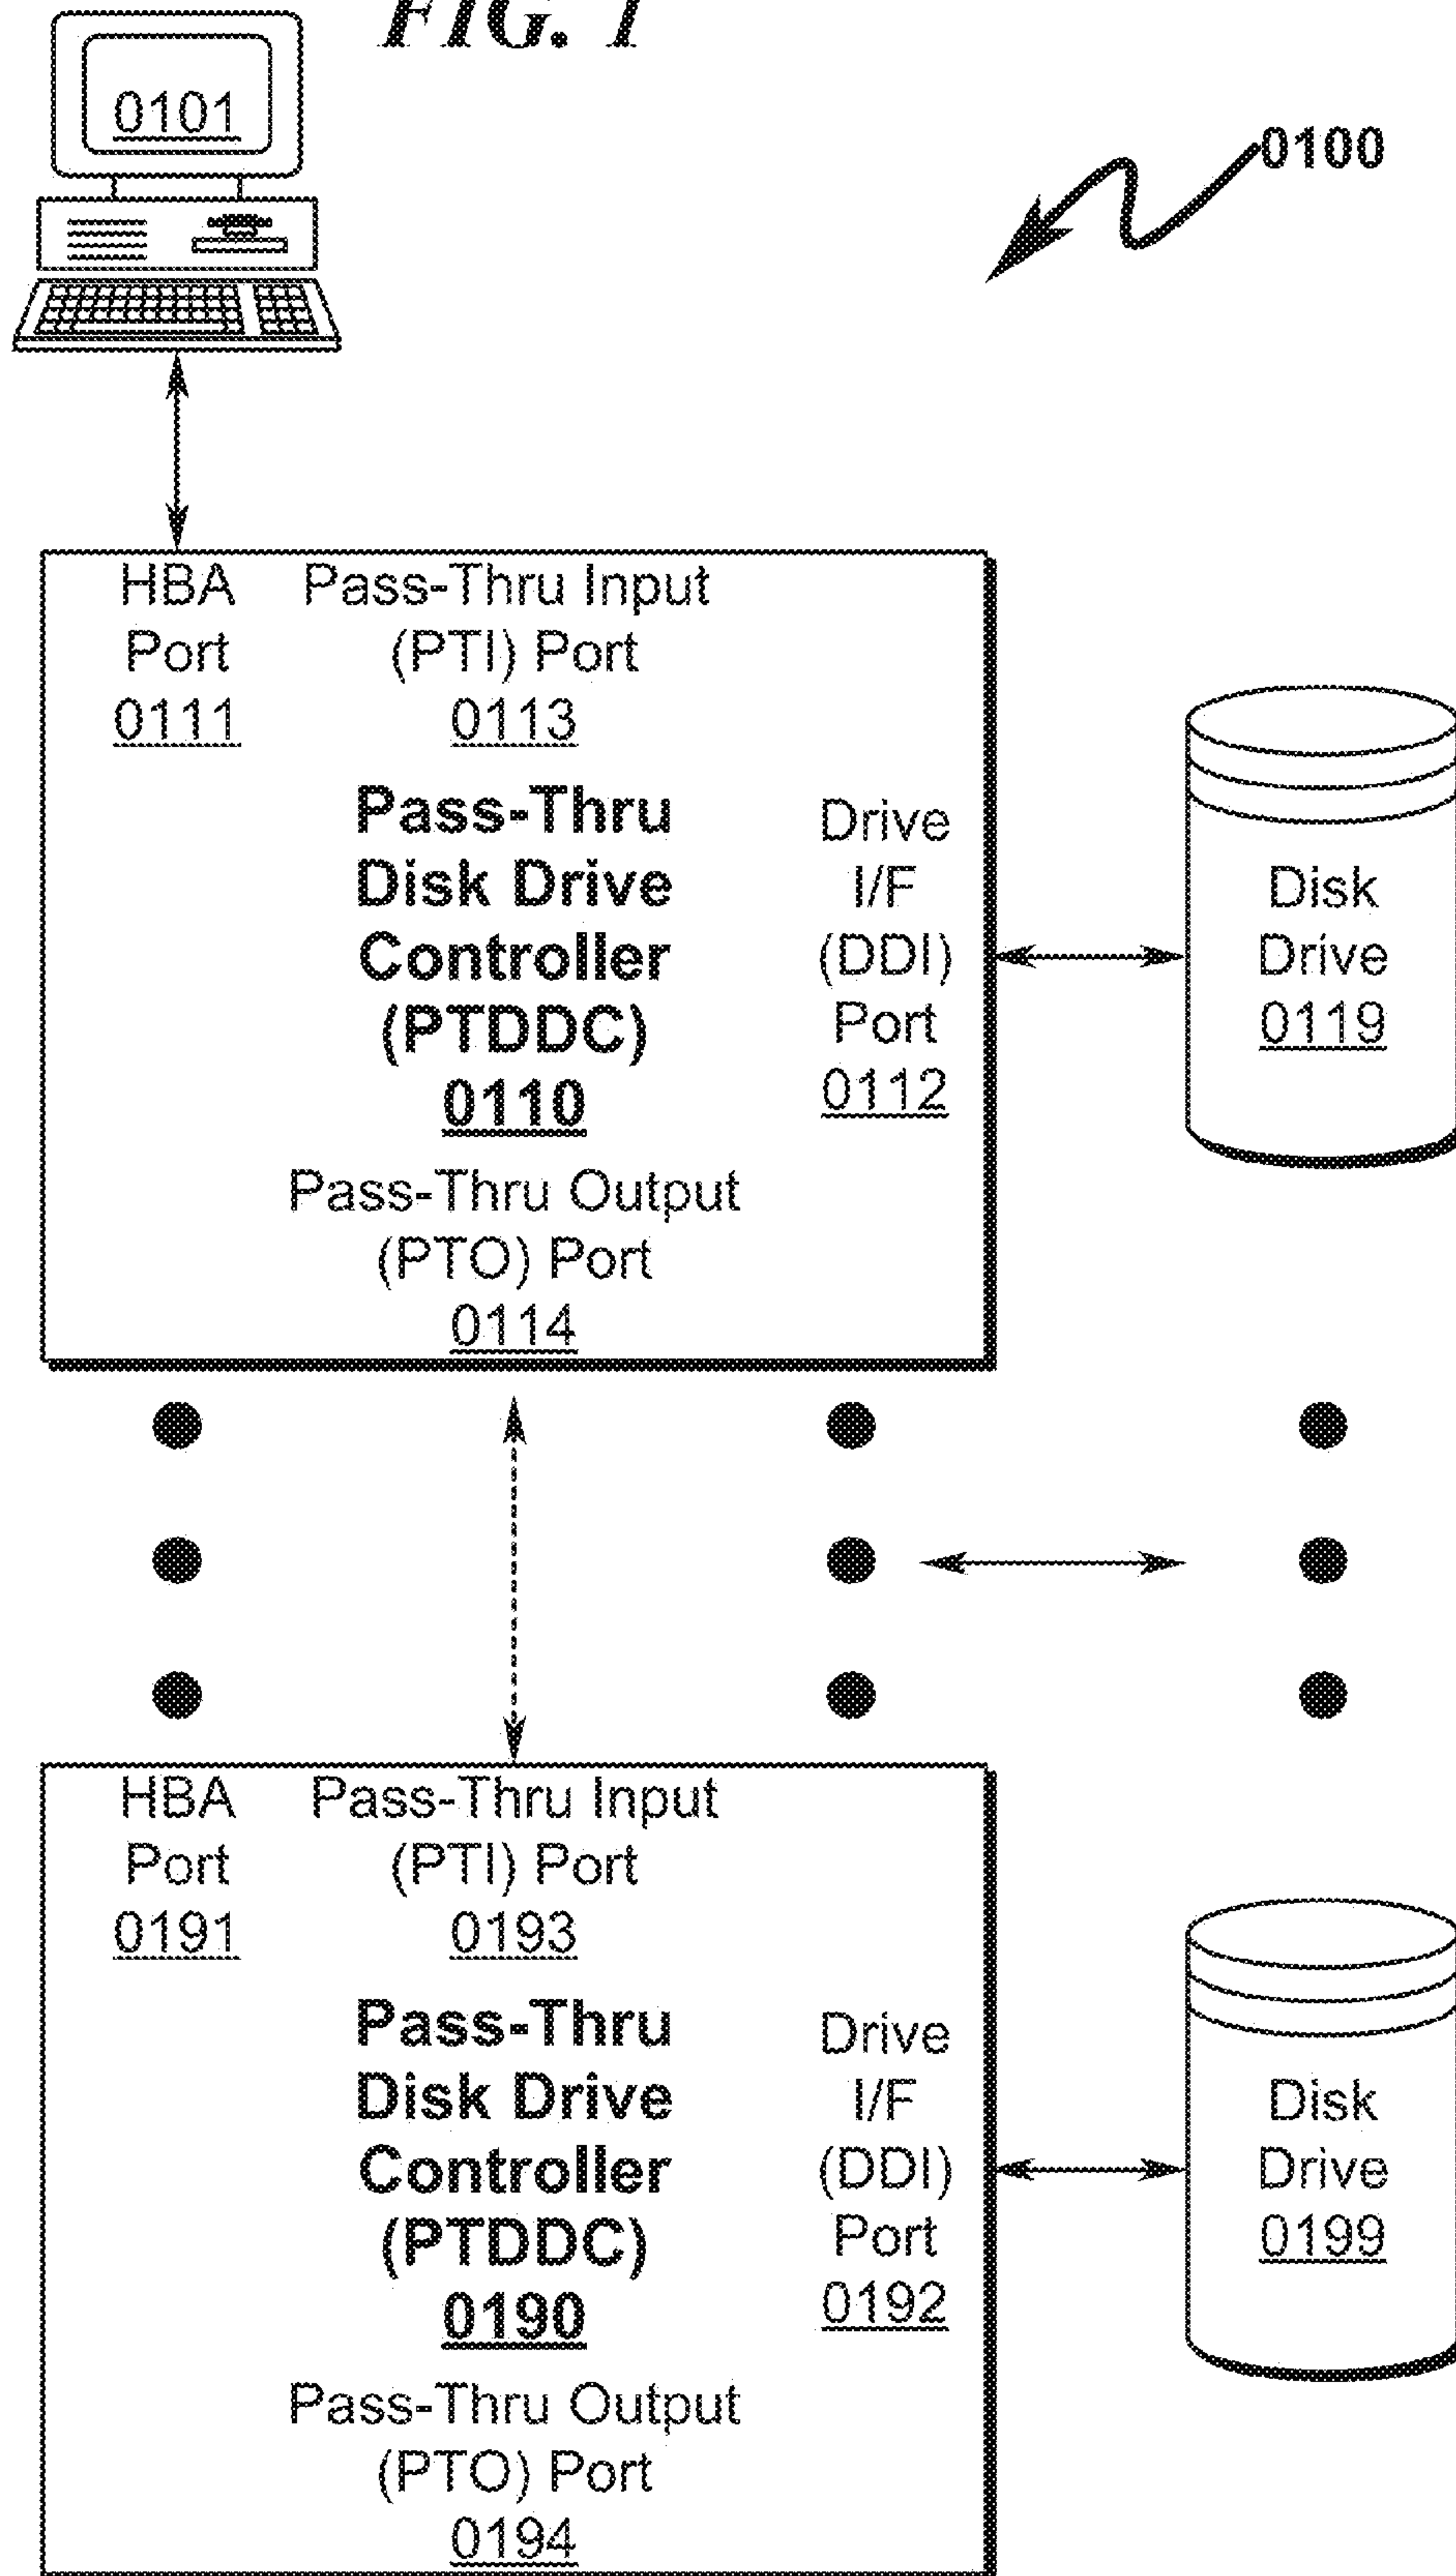 FIG. 1
0101
0100
HBA
Port
0111
Pass-Thru Input
(PTI) Port
0113
Pass-Thru
Disk Drive
Controller
(PTDDC)
0110
Drive
I/F
(DDI)
Port
0112
Disk
Drive
0119
Pass-Thru Output
(PTO) Port
0114
HBA
Port
0191
Pass-Thru Input
(PTI) Port
0193
Pass-Thru
Disk Drive
Controller
(PTDDC)
0190
Drive
I/F
(DDI)
Port
0192
Disk
Drive
0199
Pass-Thru Output
(PTO) Port
0194